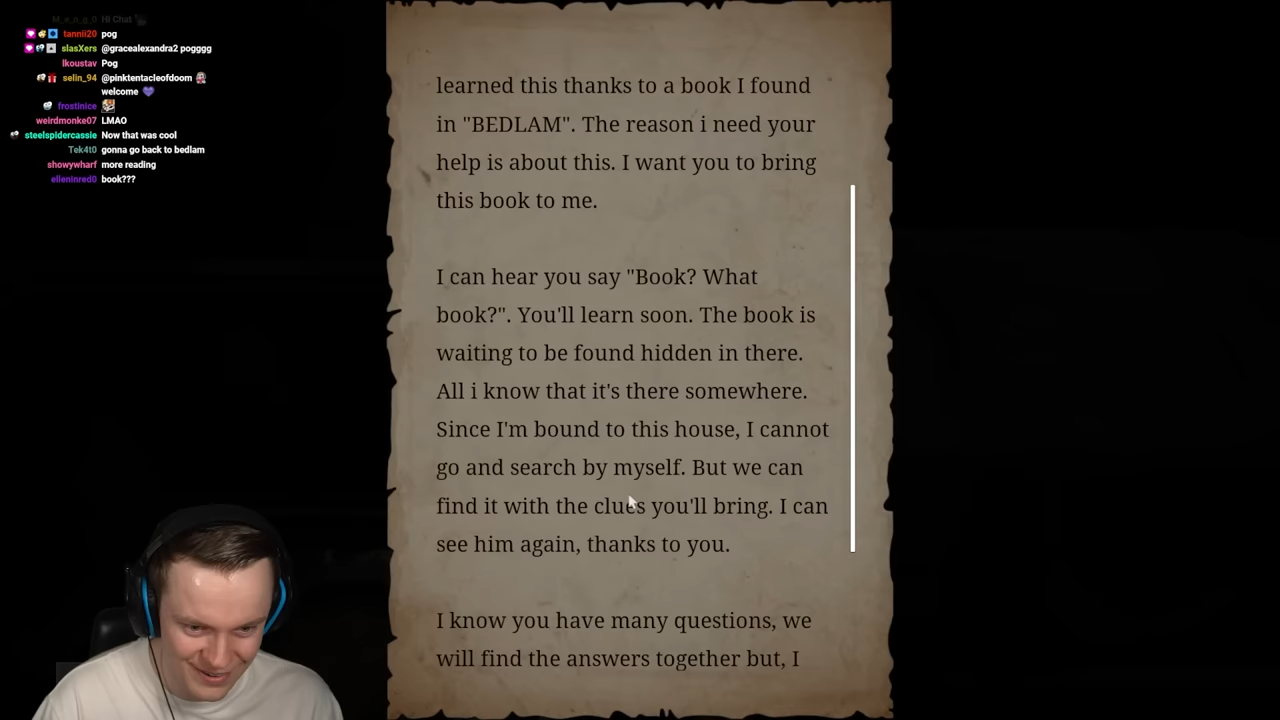 M_e_n_g_0 Hi Chat
tannii20 pog
slasXers @gracealexandra2 pogggg
lkoustav Pog
selin_94 @pinktentacleofdoom
welcome
frostinice
weirdmonke07 LMAO
steelspidercassie Now that was cool
Tek4t0 gonna go back to bedlam
showywharf more reading
elleninred0 book???
learned this thanks to a book I found
in "BEDLAM". The reason i need your
help is about this. I want you to bring
this book to me.
I can hear you say "Book? What
book?". You'll learn soon. The book is
waiting to be found hidden in there.
All i know that it's there somewhere.
Since I'm bound to this house, I cannot
go and search by myself. But we can
find it with the clues you'll bring. I can
see him again, thanks to you.
I know you have many questions, we
will find the answers together but, I